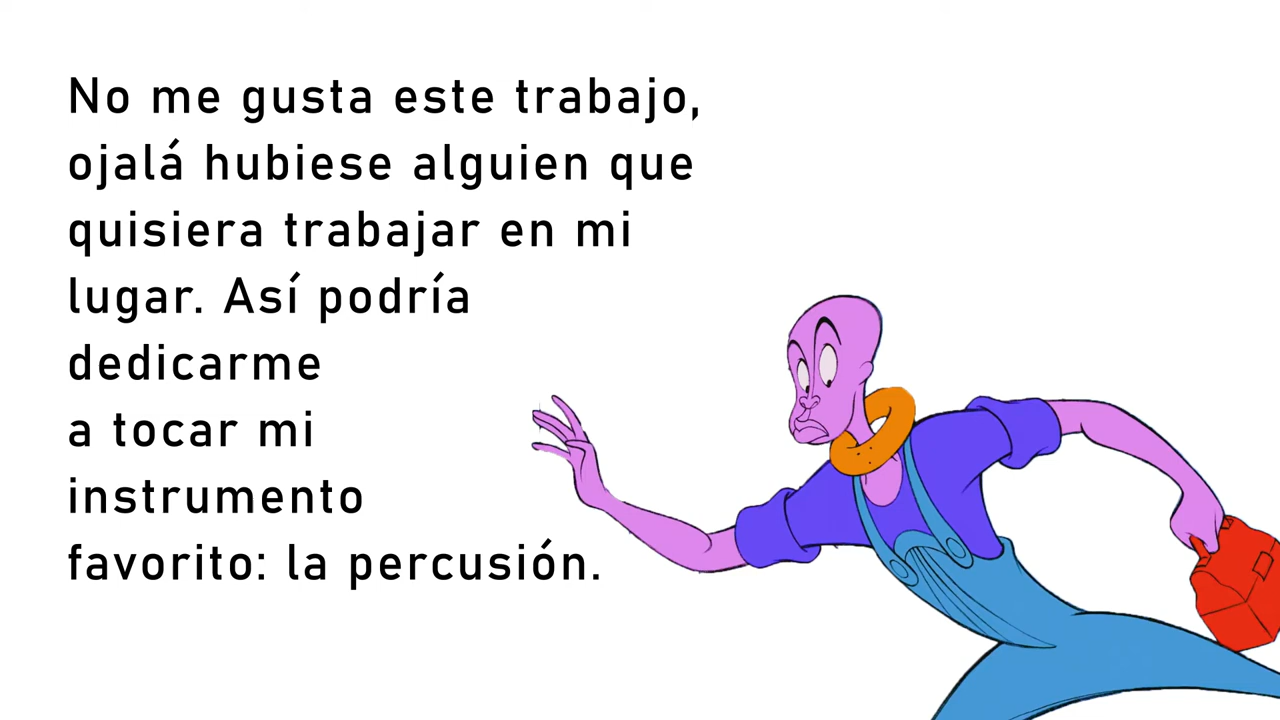 No me gusta este trabajo,
ojalá hubiese alguien que
quisiera trabajar en mi
lugar. Así podría
dedicarme
a tocar mi
instrumento
favorito: la percusión.